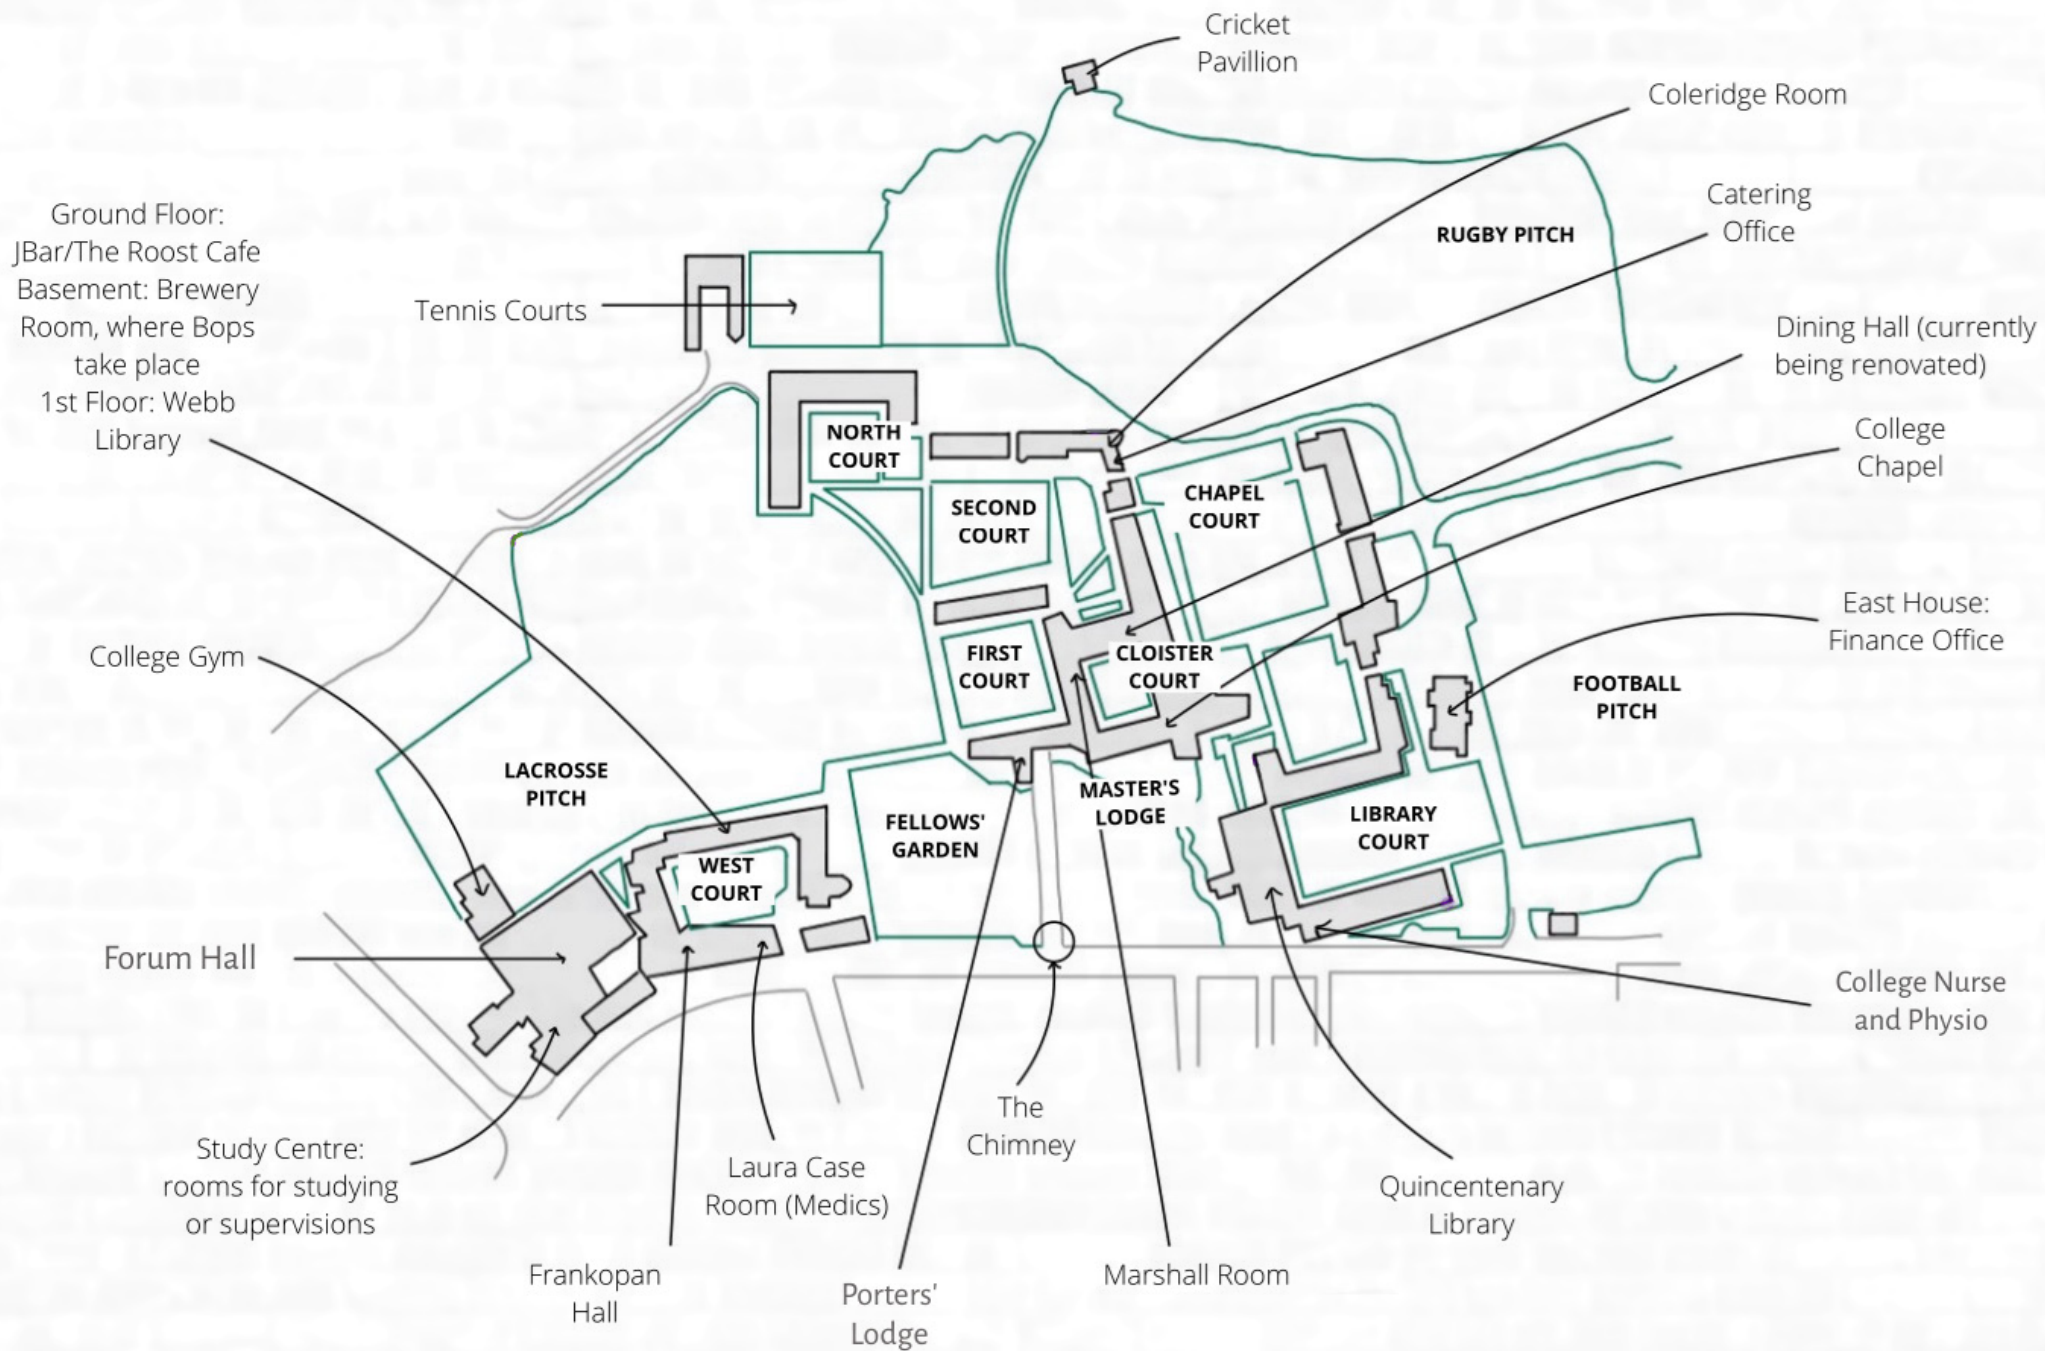 Cricket
Pavillion
Coleridge Room
Catering
Office
RUGBY PITCH
Ground Floor:
JBar/The Roost Cafe
Basement: Brewery
Room, where Bops
take place
1st Floor: Webb
Library
Tennis Courts
Dining Hall (currently
being renovated)
College
Chapel
NORTH
COURT
SECOND
COURT
CHAPEL
COURT
East House:
Finance Office
College Gym
FIRST
COURT
CLOISTER
COURT
FOOTBALL
PITCH
LACROSSE
PITCH
MASTER'S
LODGE
FELLOWS'
GARDEN
LIBRARY
COURT
WEST
COURT
Forum Hall
College Nurse
and Physio
The
Chimney
Study Centre:
rooms for studying
or supervisions
Laura Case
Room (Medics)
Quincentenary
Library
Frankopan
Hall
Porters'
Lodge
Marshall Room